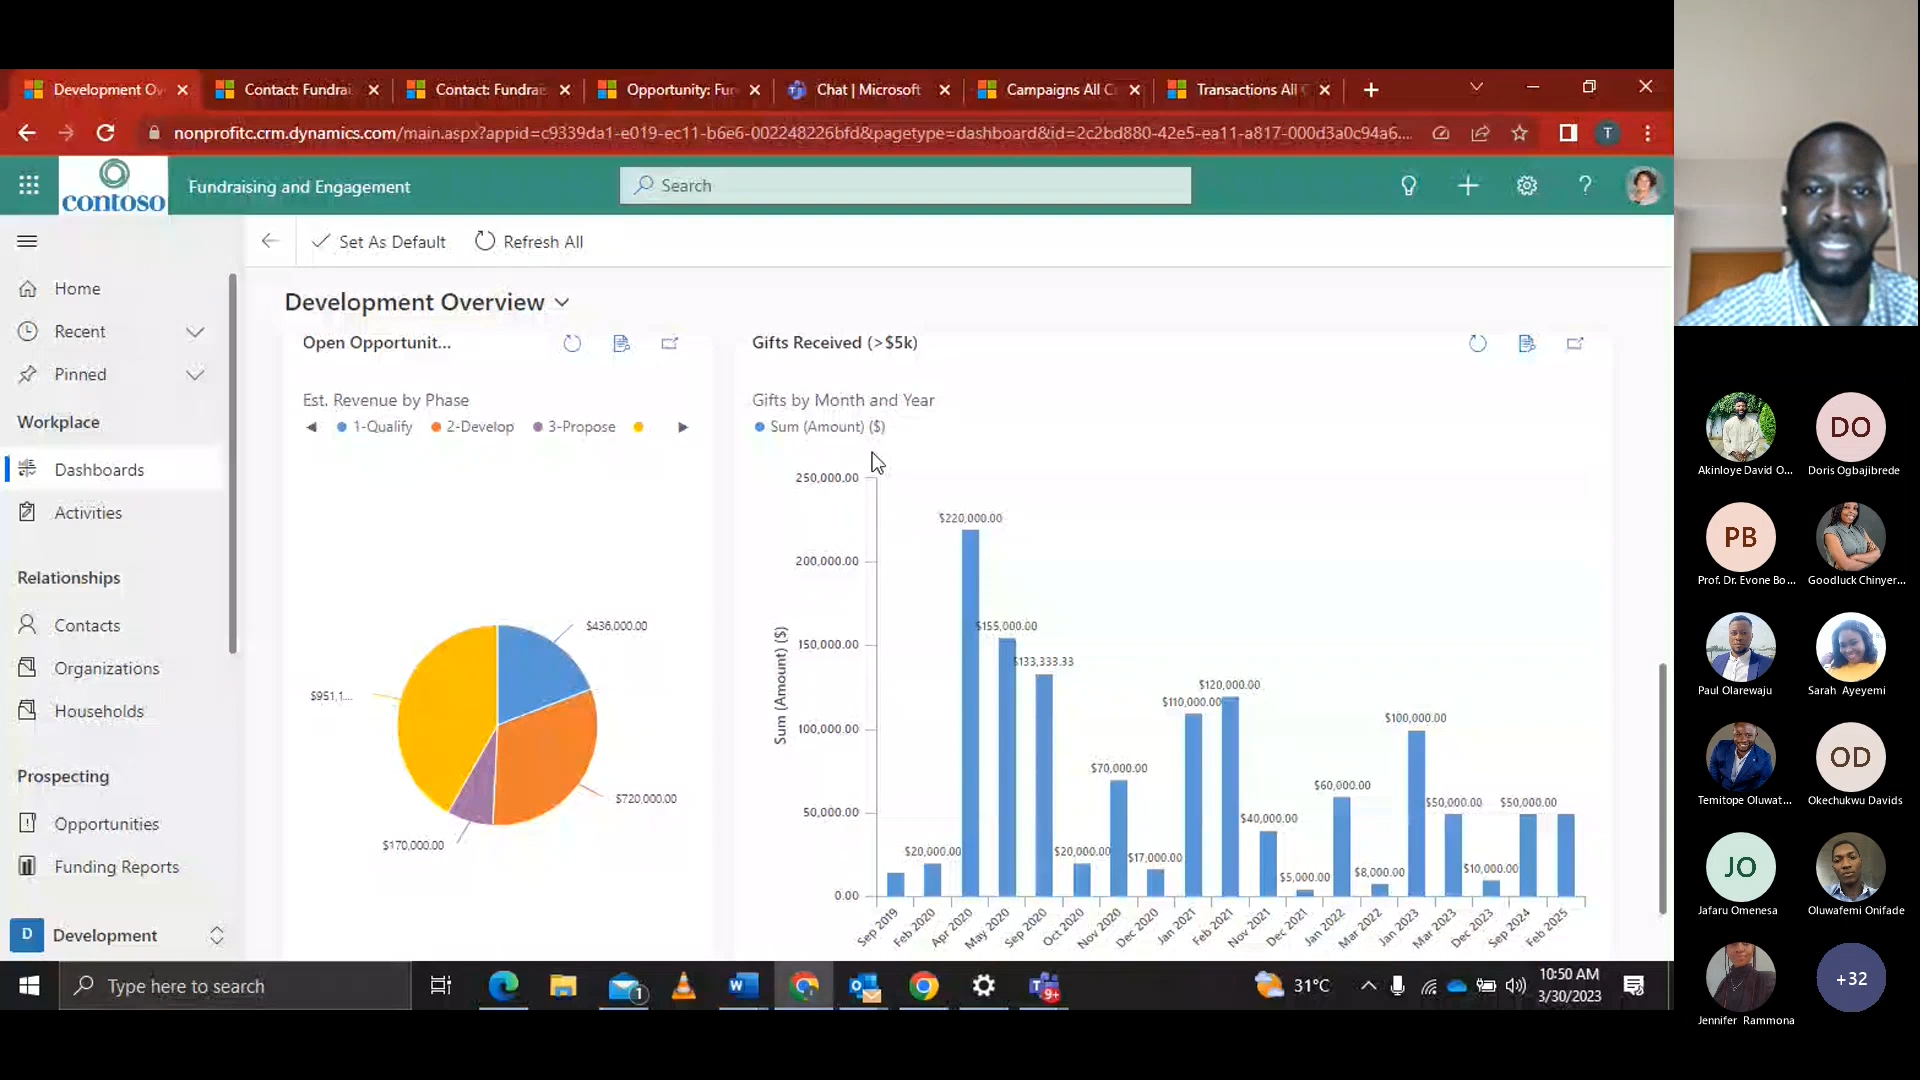 Development Ov
Contact: Fundrai
Contact: Fundrai
Opportunity: Fu
Chat | Microsoft
Campaigns All C
Transactions All
nonprofitc.crm.dynamics.com/main.aspx?appid=c9339da1-e019-ec11-b6e6-002248226bfd&pagetype=dashboard&id=2c2bd880-42e5-ea11-a817-000d3a0c94a6...
T
contoso
Fundraising and Engagement
Search
Set As Default
Refresh All
Home
Recent
Pinned
Workplace
Dashboards
Activities
Relationships
Contacts
Organizations
Households
Prospecting
Opportunities
Funding Reports
D
Development
Development Overview
Open Opportunit...
Est. Revenue by Phase
1-Qualify
2-Develop
3-Propose
$436,000.00
$951,1...
$720,000.00
$170,000.00
Gifts Received (>$5k)
Gifts by Month and Year
Sum (Amount) ($)
Sum (Amount) ($)
250,000.00
200,000.00
150,000.00
100,000.00
50,000.00
0.00
$20,000.00
$220,000.00
$155,000.00
$133,333.33
$20,000.00
$70,000.00
$17,000.00
$110,000.00
$120,000.00
$40,000.00
$5,000.00
$60,000.00
$8,000.00
$100,000.00
$50,000.00
$10,000.00
$50,000.00
Sep 2019
Feb 2020
Apr 2020
May 2020
Sep 2020
Oct 2020
Nov 2020
Dec 2020
Jan 2021
Feb 2021
Nov 2021
Dec 2021
Jan 2022
Mar 2022
Jan 2023
Mar 2023
Dec 2023
Sep 2024
Feb 2025
Type here to search
1
9+
31°C
10:50 AM
3/30/2023
Akinloye David O...
DO
Doris Ogbajibrede
PB
Prof. Dr. Evone Bo...
Goodluck Chinyer...
Paul Olarewaju
Sarah Ayeyemi
Temitope Oluwat...
OD
Okechukwu Davids
JO
Jafaru Omenesa
Oluwafemi Onifade
Jennifer Rammona
+32